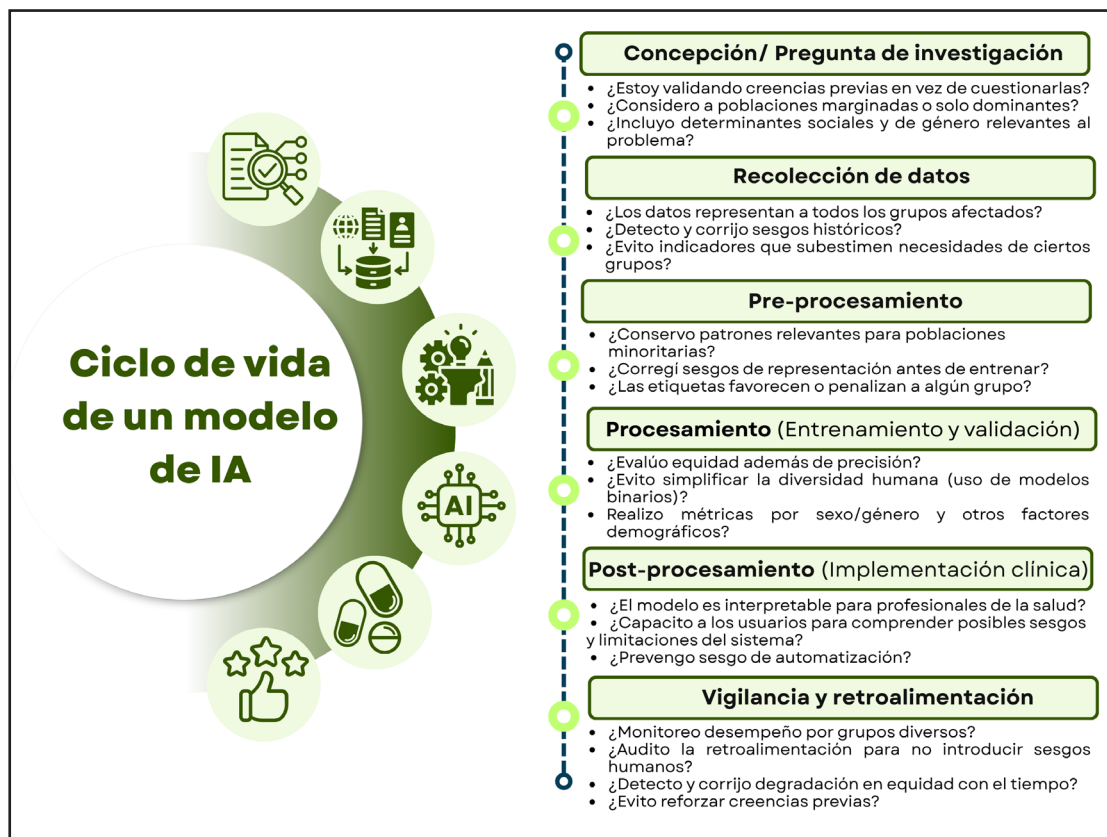 Ciclo de vida
de un modelo
de IA
AI
Concepción/ Pregunta de investigación
• ¿Estoy validando creencias previas en vez de cuestionarlas?
• ¿Considero a poblaciones marginadas o solo dominantes?
• ¿Incluyo determinantes sociales y de género relevantes al
problema?
Recolección de datos
• ¿Los datos representan a todos los grupos afectados?
• ¿Detecto y corrijo sesgos históricos?
• ¿Evito indicadores que subestimen necesidades de ciertos
grupos?
Pre-procesamiento
• ¿Conservo patrones relevantes para poblaciones
minoritarias?
• ¿Corregí sesgos de representación antes de entrenar?
• ¿Las etiquetas favorecen o penalizan a algún grupo?
Procesamiento (Entrenamiento y validación)
• ¿Evalúo equidad además de precisión?
• ¿Evito simplificar la diversidad humana (uso de modelos
binarios)?
• Realizo métricas por sexo/género y otros factores
demográficos?
Post-procesamiento (Implementación clínica)
• ¿El modelo es interpretable para profesionales de la salud?
• ¿Capacito a los usuarios para comprender posibles sesgos
y limitaciones del sistema?
• ¿Prevengo sesgo de automatización?
Vigilancia y retroalimentación
• ¿Monitoreo desempeño por grupos diversos?
• ¿Audito la retroalimentación para no introducir sesgos
humanos?
• ¿Detecto y corrijo degradación en equidad con el tiempo?
• ¿Evito reforzar creencias previas?